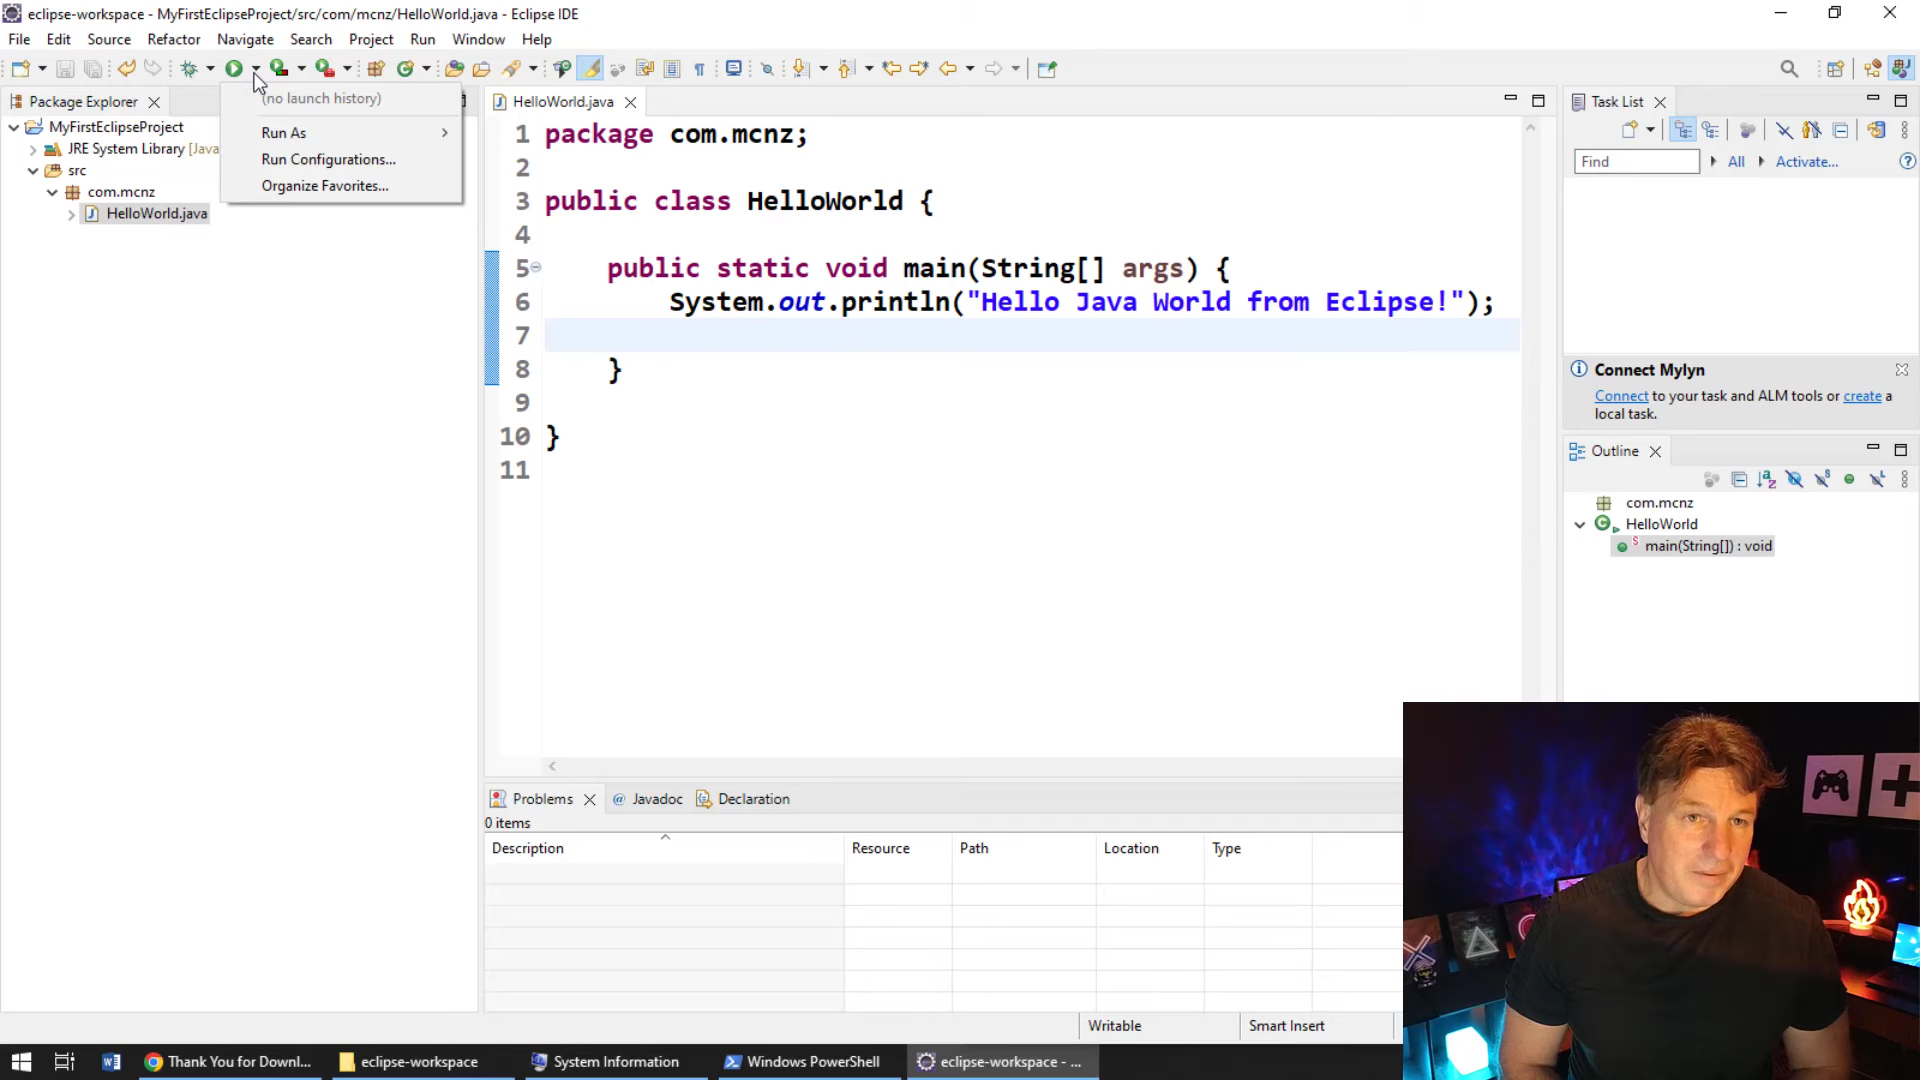 eclipse-workspace - MyFirstEclipseProject/src/com/mcnz/HelloWorld.java - Eclipse IDE
File Edit Source Refactor Navigate Search Project Run Window Help
Package Explorer
MyFirstEclipseProject
JRE System Library [Java
src
com.mcnz
HelloWorld.java
(no launch history)
Run As
Run Configurations...
Organize Favorites...
HelloWorld.java
1 package com.mcnz;
2
3 public class HelloWorld {
4
5 public static void main(String[] args) {
6 System.out.println("Hello Java World from Eclipse!");
7
8 }
9
10 }
11
Task List
Find All Activate...
Connect Mylyn
Connect to your task and ALM tools or create a
local task.
Outline
com.mcnz
HelloWorld
main(String[]) : void
Problems Javadoc Declaration
0 items
Description Resource Path Location Type
Writable Smart Insert
Thank You for Downl... eclipse-workspace System Information Windows PowerShell eclipse-workspace - ...